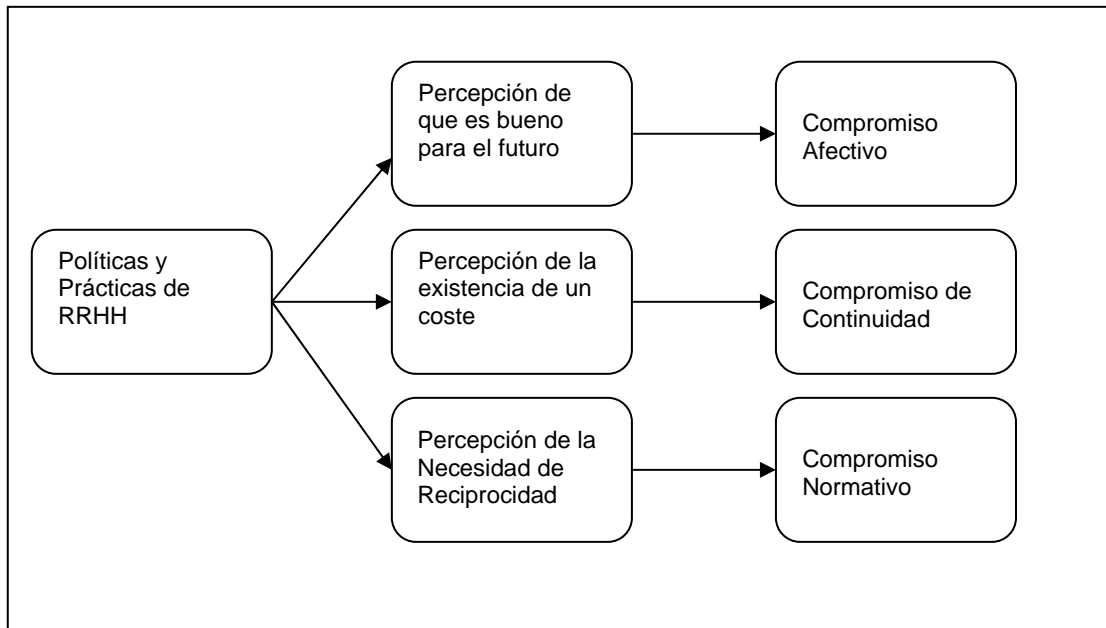 Políticas y
Prácticas de
RRHH
Percepción de
que es bueno
para el futuro
Compromiso
Afectivo
Percepción de la
existencia de un
coste
Compromiso de
Continuidad
Percepción de la
Necesidad de
Reciprocidad
Compromiso
Normativo